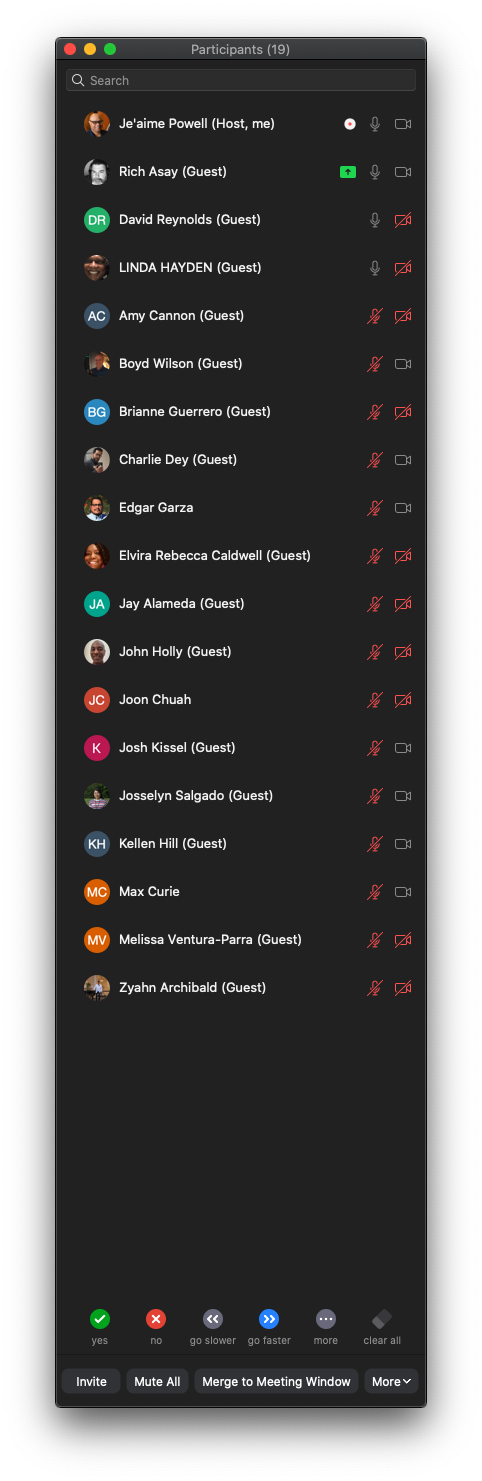 Participants (19)
Search
Je'aime Powell (Host, me)
Rich Asay (Guest)
DR David Reynolds (Guest)
LINDA HAYDEN (Guest)
AC Amy Cannon (Guest)
Boyd Wilson (Guest)
BG Brianne Guerrero (Guest)
Charlie Dey (Guest)
Edgar Garza
Elvira Rebecca Caldwell (Guest)
JA Jay Alameda (Guest)
John Holly (Guest)
JC Joon Chuah
K Josh Kissel (Guest)
Josselyn Salgado (Guest)
KH Kellen Hill (Guest)
MC Max Curie
MV Melissa Ventura-Parra (Guest)
Zyahn Archibald (Guest)
yes no go slower go faster more clear all
Invite Mute All Merge to Meeting Window More